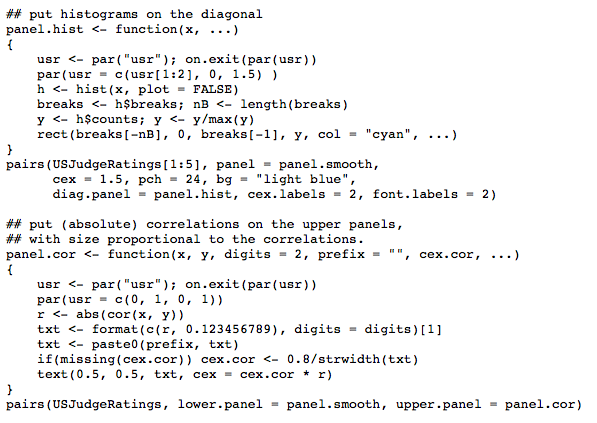 ## put histograms on the diagonal
panel.hist <- function(x, ...)
{
    usr <- par("usr"); on.exit(par(usr))
    par(usr = c(usr[1:2], 0, 1.5) )
    h <- hist(x, plot = FALSE)
    breaks <- h$breaks; nB <- length(breaks)
    y <- h$counts; y <- y/max(y)
    rect(breaks[-nB], 0, breaks[-1], y, col = "cyan", ...)
}
pairs(USJudgeRatings[1:5], panel = panel.smooth,
      cex = 1.5, pch = 24, bg = "light blue",
      diag.panel = panel.hist, cex.labels = 2, font.labels = 2)

## put (absolute) correlations on the upper panels,
## with size proportional to the correlations.
panel.cor <- function(x, y, digits = 2, prefix = "", cex.cor, ...)
{
    usr <- par("usr"); on.exit(par(usr))
    par(usr = c(0, 1, 0, 1))
    r <- abs(cor(x, y))
    txt <- format(c(r, 0.123456789), digits = digits)[1]
    txt <- paste0(prefix, txt)
    if(missing(cex.cor)) cex.cor <- 0.8/strwidth(txt)
    text(0.5, 0.5, txt, cex = cex.cor * r)
}
pairs(USJudgeRatings, lower.panel = panel.smooth, upper.panel = panel.cor)